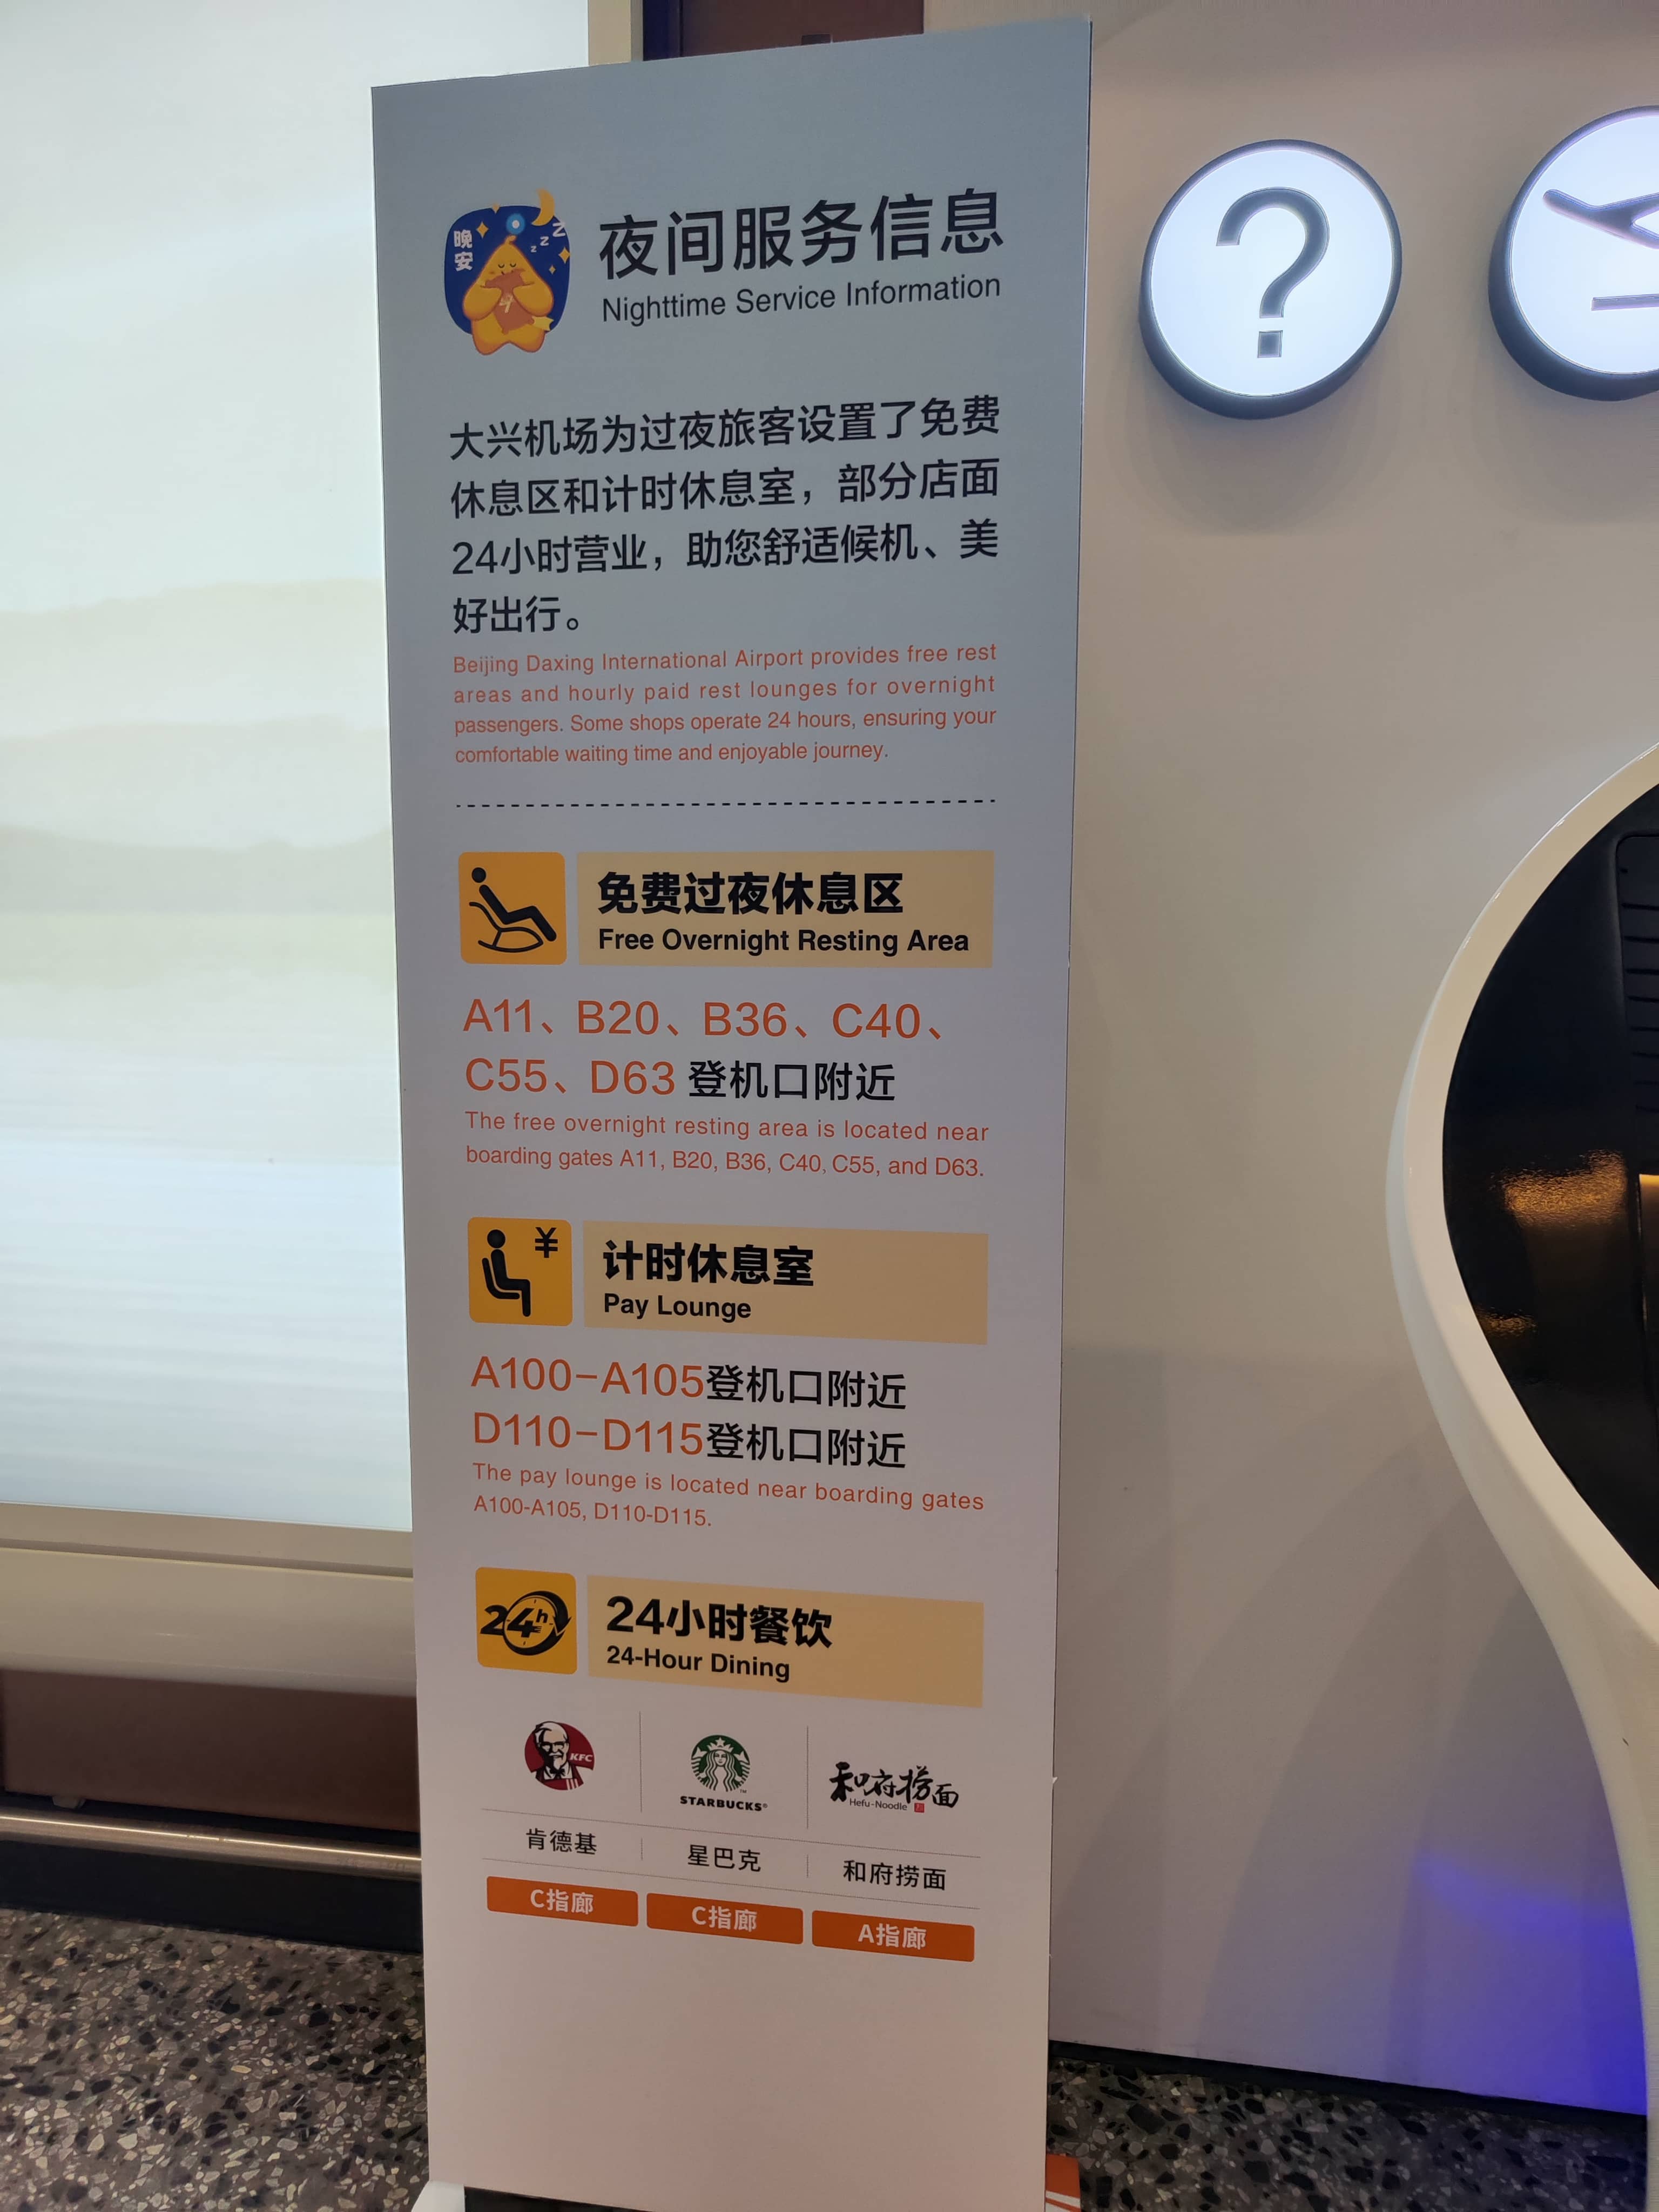 晚安
夜间服务信息
Nighttime Service Information
大兴机场为过夜旅客设置了免费
休息区和计时休息室，部分店面
24小时营业，助您舒适候机、美
好出行。
Beijing Daxing International Airport provides free rest
areas and hourly paid rest lounges for overnight
passengers. Some shops operate 24 hours, ensuring your
comfortable waiting time and enjoyable journey.
免费过夜休息区
Free Overnight Resting Area
A11、B20、B36、C40、
C55、D63 登机口附近
The free overnight resting area is located near
boarding gates A11, B20, B36, C40, C55, and D63.
¥
计时休息室
Pay Lounge
A100-A105登机口附近
D110-D115登机口附近
The pay lounge is located near boarding gates
A100-A105, D110-D115.
24h
24小时餐饮
24-Hour Dining
KFC
STARBUCKS
和府捞面
Hefu-Noodle
肯德基
星巴克
和府捞面
C指廊
C指廊
A指廊
?